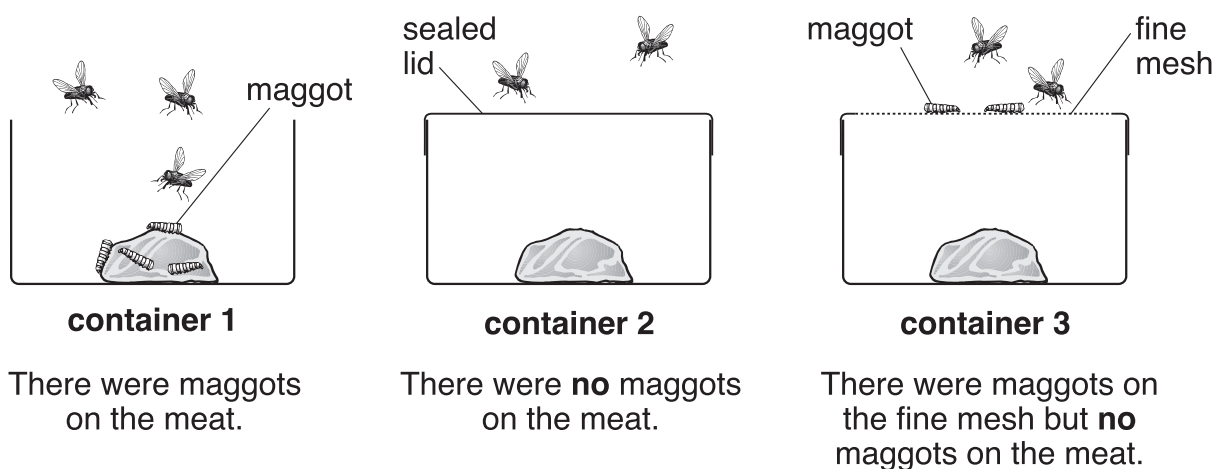 maggot
container 1
There were maggots
on the meat.
sealed
lid
container 2
There were no maggots
on the meat.
maggot
fine
mesh
container 3
There were maggots on
the fine mesh but no
maggots on the meat.